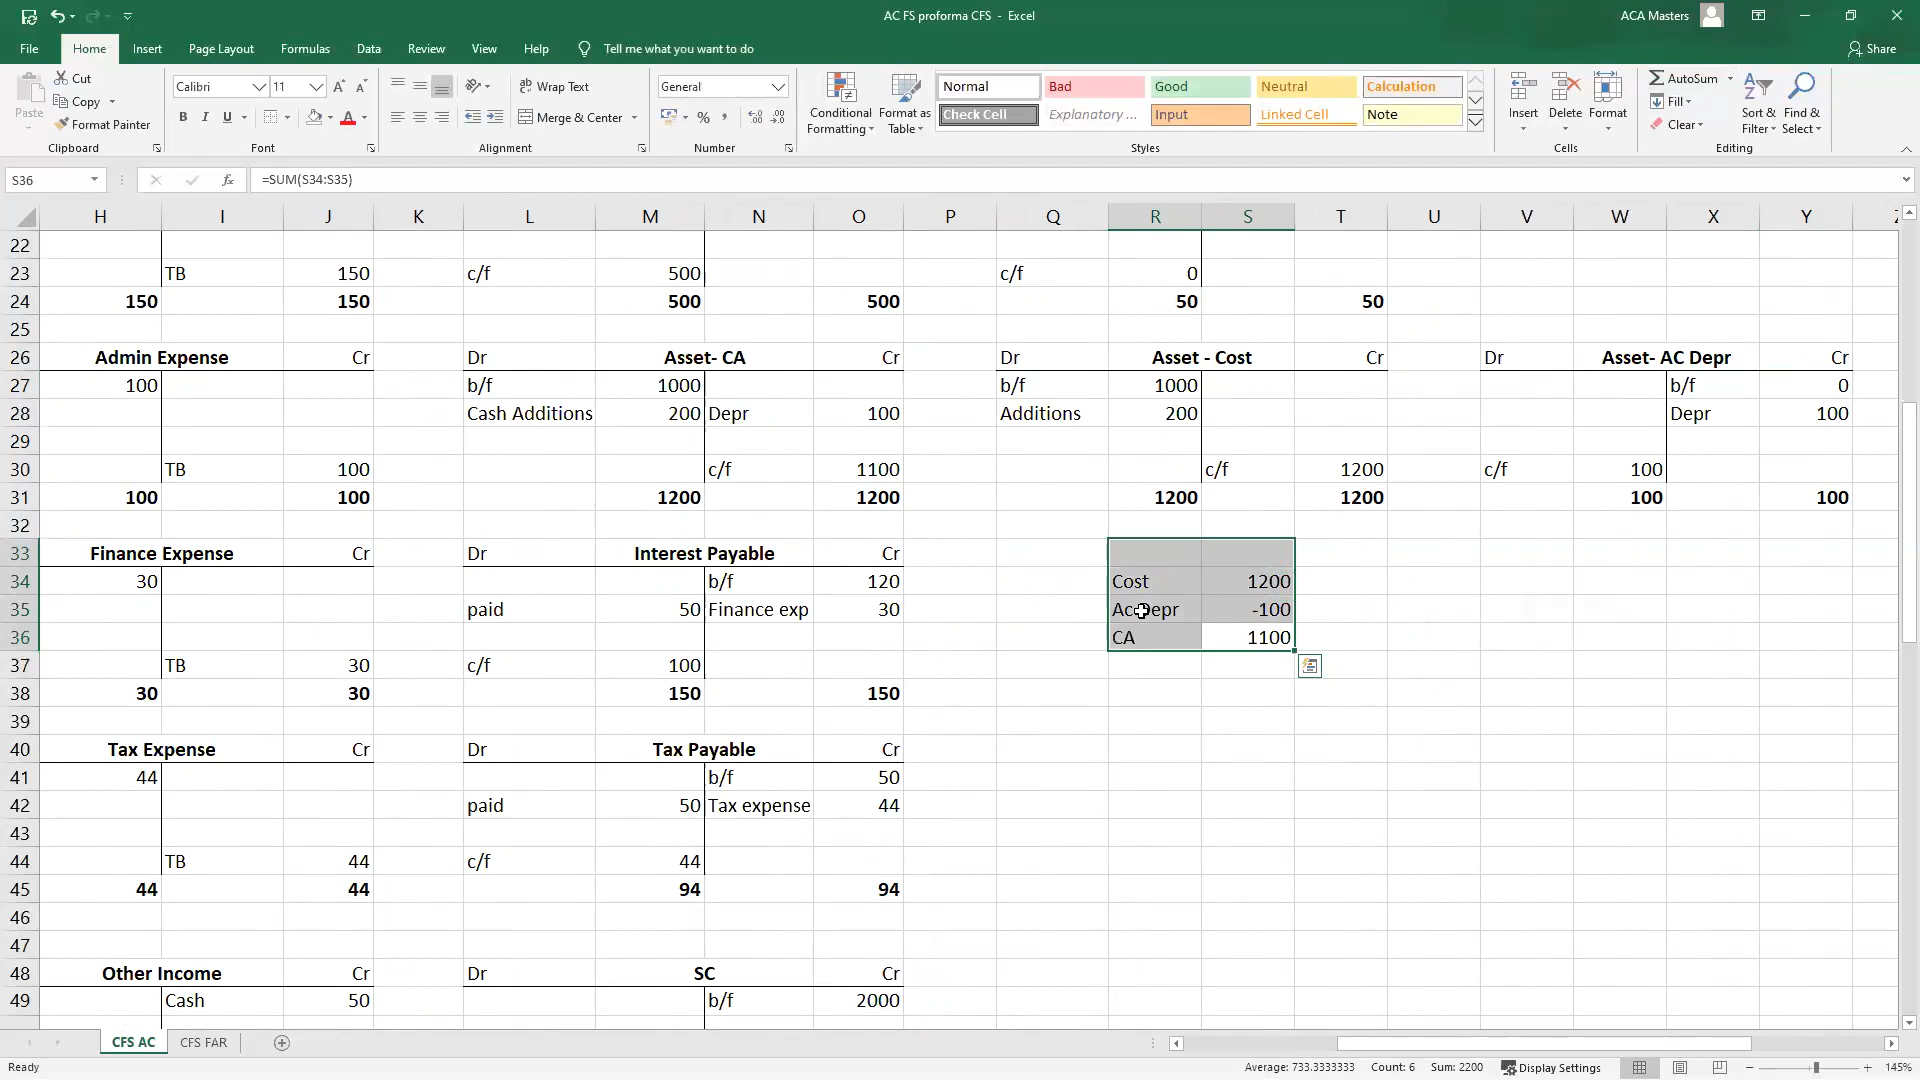 AC FS proforma CFS - Excel
ACA Masters
File Home Insert Page Layout Formulas Data Review View Help Tell me what you want to do
Share
Paste
Cut
Copy
Format Painter
Clipboard
Calibri 11
B I U
Font
Wrap Text
Merge & Center
Alignment
General
Number
Conditional Formatting
Format as Table
Normal Bad Good Neutral Calculation
Check Cell Explanatory ... Input Linked Cell Note
Styles
Insert Delete Format
Cells
AutoSum
Fill
Clear
Sort & Filter
Find & Select
Editing
S36 fx =SUM(S34:S35)
H I J K L M N O P Q R S T U V W X Y
22
23 TB 150 c/f 500 c/f 0
24 150 150 500 500 50 50
25
26 Admin Expense Cr Dr Asset- CA Cr Dr Asset - Cost Cr Dr Asset- AC Depr Cr
27 100 b/f 1000 b/f 1000 b/f 0
28 Cash Additions 200 Depr 100 Additions 200 Depr 100
29
30 TB 100 c/f 1100 c/f 1200 c/f 100
31 100 100 1200 1200 1200 1200 100 100
32
33 Finance Expense Cr Dr Interest Payable Cr
34 30 b/f 120 Cost 1200
35 paid 50 Finance exp 30 Ac Depr -100
36 CA 1100
37 TB 30 c/f 100
38 30 30 150 150
39
40 Tax Expense Cr Dr Tax Payable Cr
41 44 b/f 50
42 paid 50 Tax expense 44
43
44 TB 44 c/f 44
45 44 44 94 94
46
47
48 Other Income Cr Dr SC Cr
49 Cash 50 b/f 2000
CFS AC CFS FAR
Ready Average: 733.3333333 Count: 6 Sum: 2200 Display Settings 145%